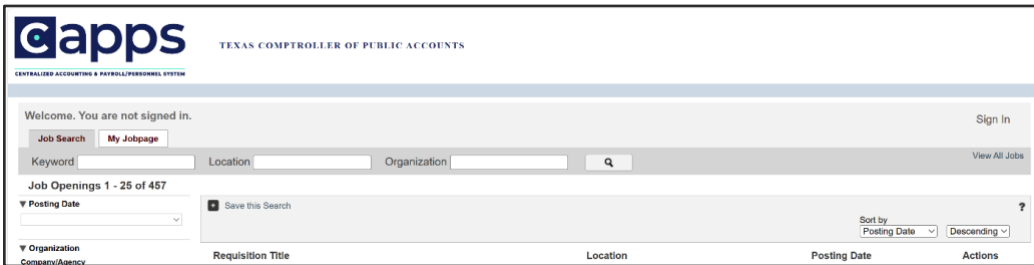 capps
TEXAS COMPTROLLER OF PUBLIC ACCOUNTS
CENTRALIZED ACCOUNTING & PAYROLL/PERSONNEL SYSTEM
Welcome. You are not signed in.
Sign In
Job Search My Jobpage
Keyword Location Organization
View All Jobs
Job Openings 1 - 25 of 457
▼ Posting Date
+ Save this Search
?
Sort by
Posting Date Descending
▼ Organization
Company/Agency
Requisition Title Location Posting Date Actions